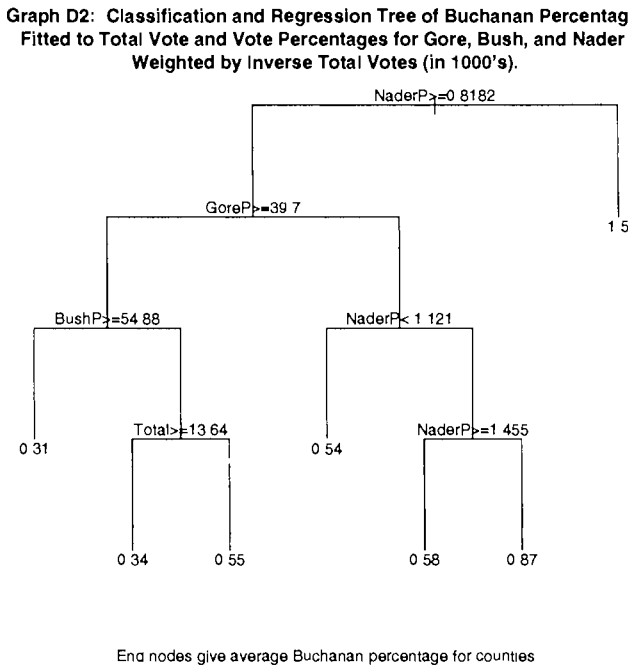 Graph D2: Classification and Regression Tree of Buchanan Percentag
Fitted to Total Vote and Vote Percentages for Gore, Bush, and Nader
Weighted by Inverse Total Votes (in 1000's).
NaderP>=0 8182
GoreP>=39 7
1 5
BushP>=54 88
NaderP< 1 121
Total>=13 64
NaderP>=1 455
0 31
0 54
0 34
0 55
0 58
0 87
End nodes give average Buchanan percentage for counties